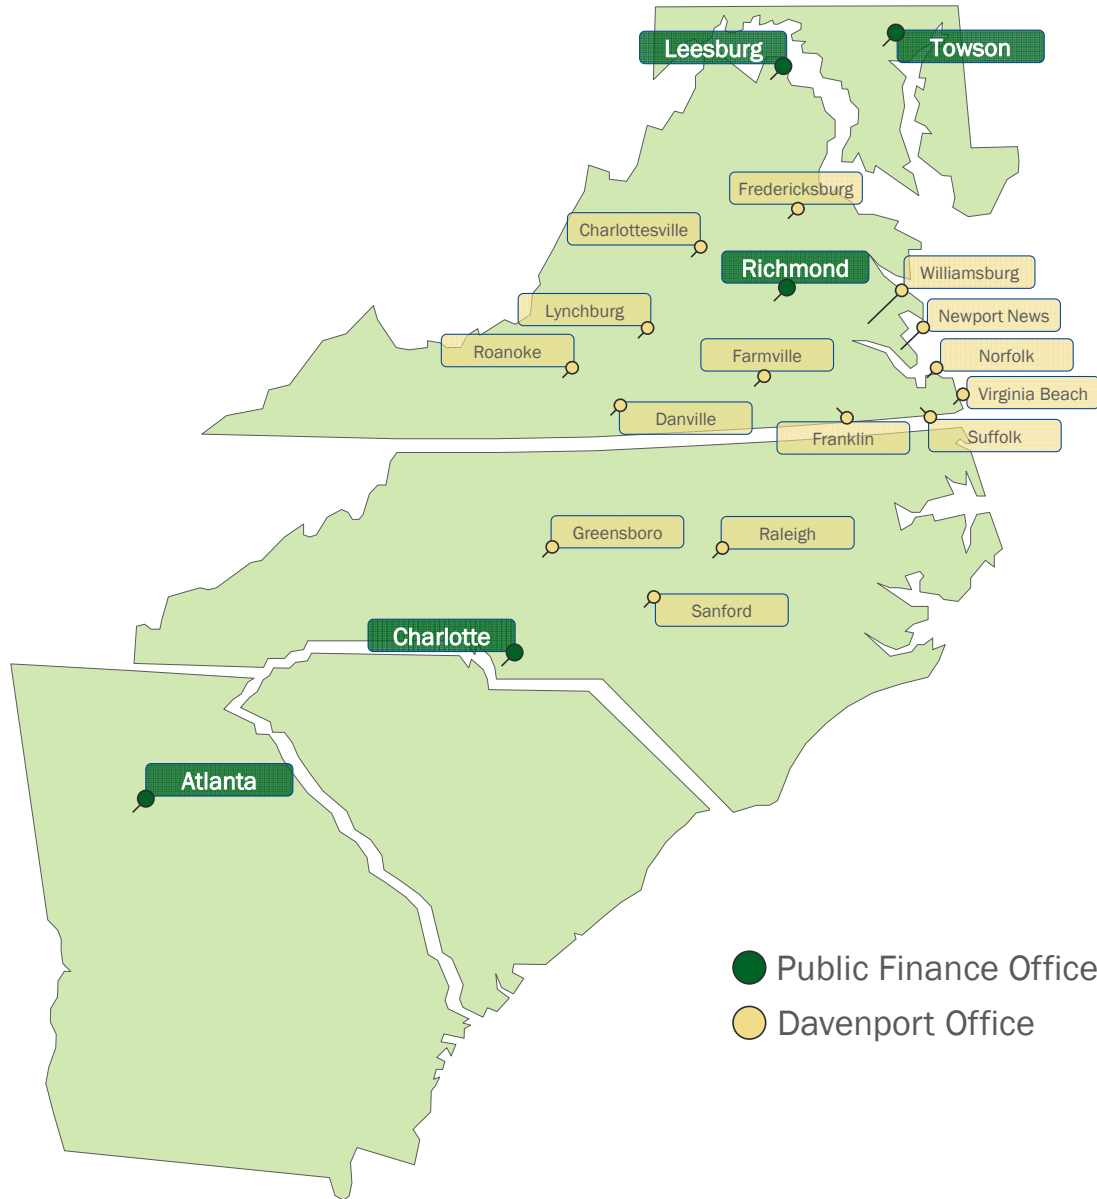 Leesburg
Towson
Fredericksburg
Charlottesville
Richmond
Williamsburg
Lynchburg
Newport News
Roanoke
Farmville
Norfolk
Virginia Beach
Danville
Franklin
Suffolk
Greensboro
Raleigh
Sanford
Charlotte
Atlanta
Public Finance Office
Davenport Office